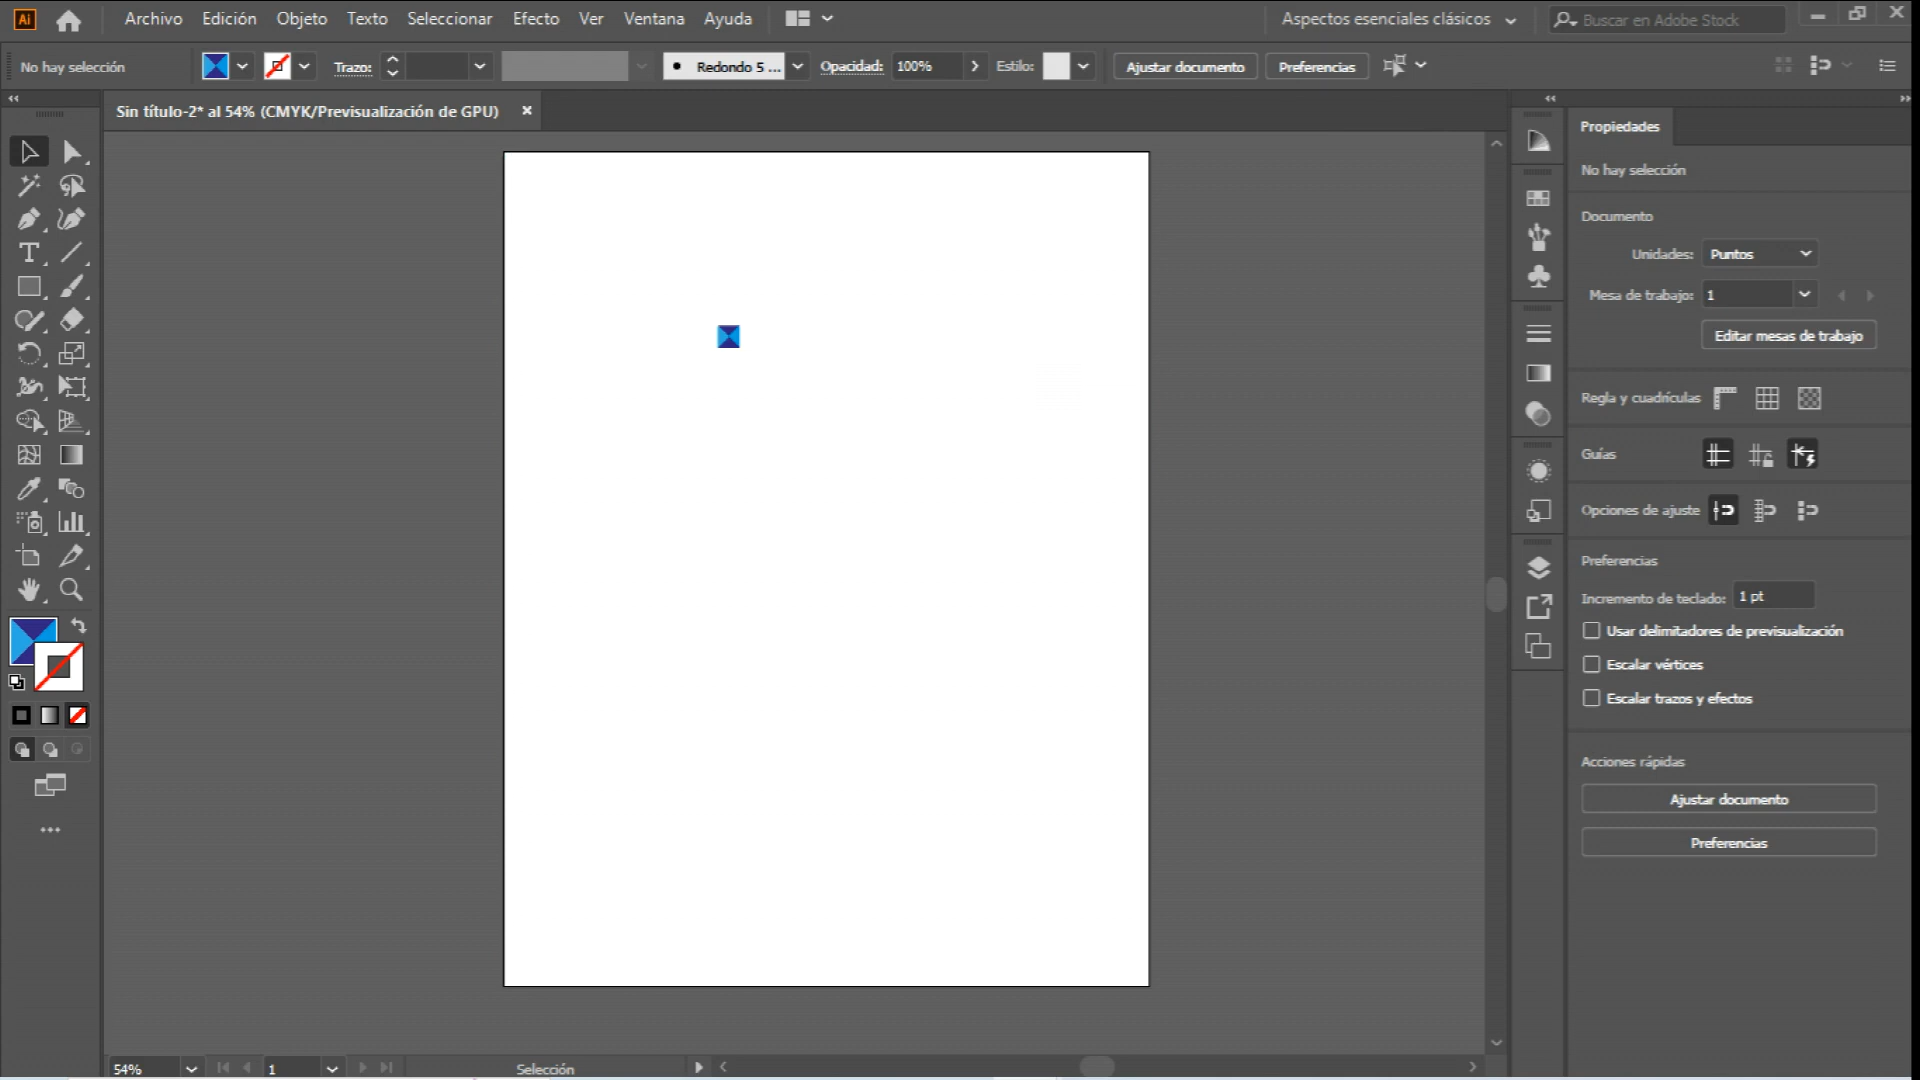 Ai Archivo Edición Objeto Texto Seleccionar Efecto Ver Ventana Ayuda Aspectos esenciales clásicos Buscar en Adobe Stock
No hay selección Trazo: Redondo 5 ... Opacidad: 100% Estilo: Ajustar documento Preferencias
Sin título-2* al 54% (CMYK/Previsualización de GPU)
Propiedades
No hay selección
Documento
Unidades: Puntos
Mesa de trabajo: 1
Editar mesas de trabajo
Regla y cuadrículas
Guías
Opciones de ajuste
Preferencias
Incremento de teclado: 1 pt
Usar delimitadores de previsualización
Escalar vértices
Escalar trazos y efectos
Acciones rápidas
Ajustar documento
Preferencias
54% 1 Selección